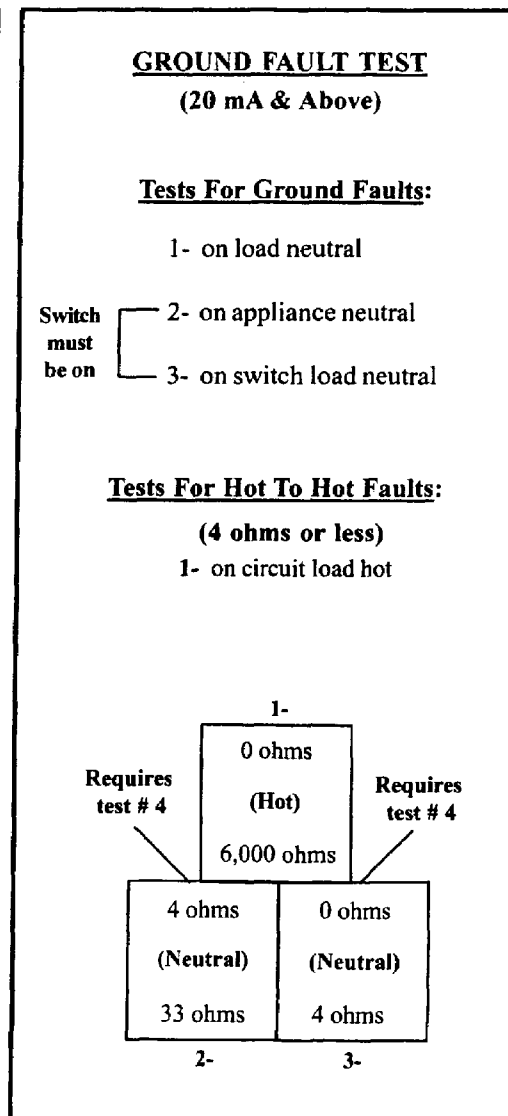 GROUND FAULT TEST
(20 mA & Above)
Tests For Ground Faults:
1- on load neutral
Switch must be on
2- on appliance neutral
3- on switch load neutral
Tests For Hot To Hot Faults:
(4 ohms or less)
1- on circuit load hot
1-
0 ohms
(Hot)
6,000 ohms
Requires
test # 4
Requires
test # 4
4 ohms
(Neutral)
33 ohms
0 ohms
(Neutral)
4 ohms
2-
3-